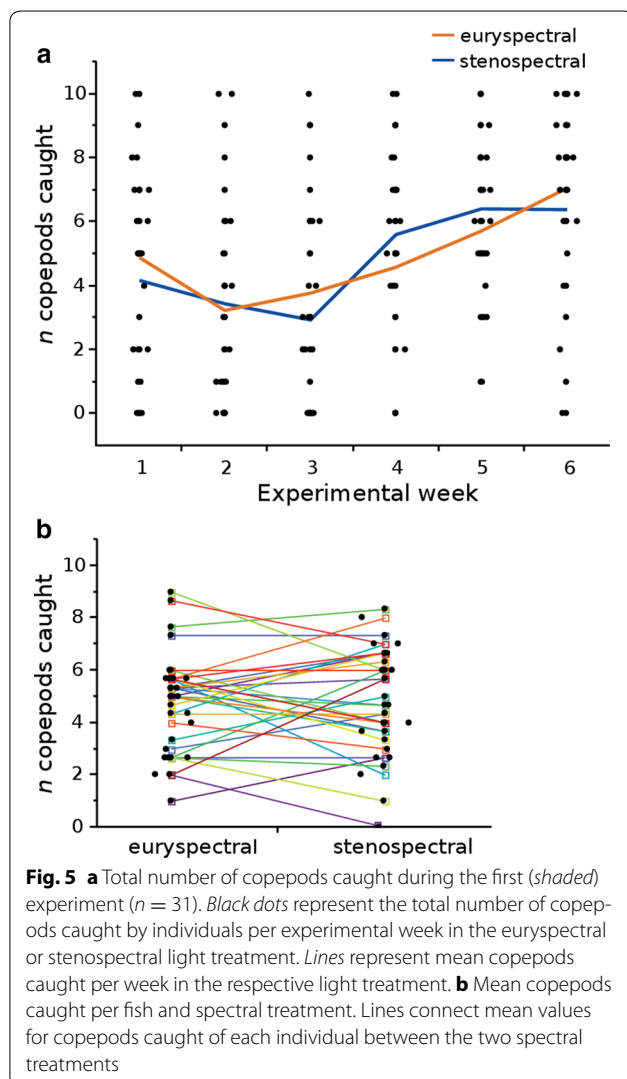 a
euryspectral
stenospectral
n copepods caught
10
8
6
4
2
0
1 2 3 4 5 6
Experimental week
b
n copepods caught
10
8
6
4
2
0
euryspectral stenospectral
Fig. 5 a Total number of copepods caught during the first (shaded)
experiment (n = 31). Black dots represent the total number of copep-
ods caught by individuals per experimental week in the euryspectral
or stenospectral light treatment. Lines represent mean copepods
caught per week in the respective light treatment. b Mean copepods
caught per fish and spectral treatment. Lines connect mean values
for copepods caught of each individual between the two spectral
treatments